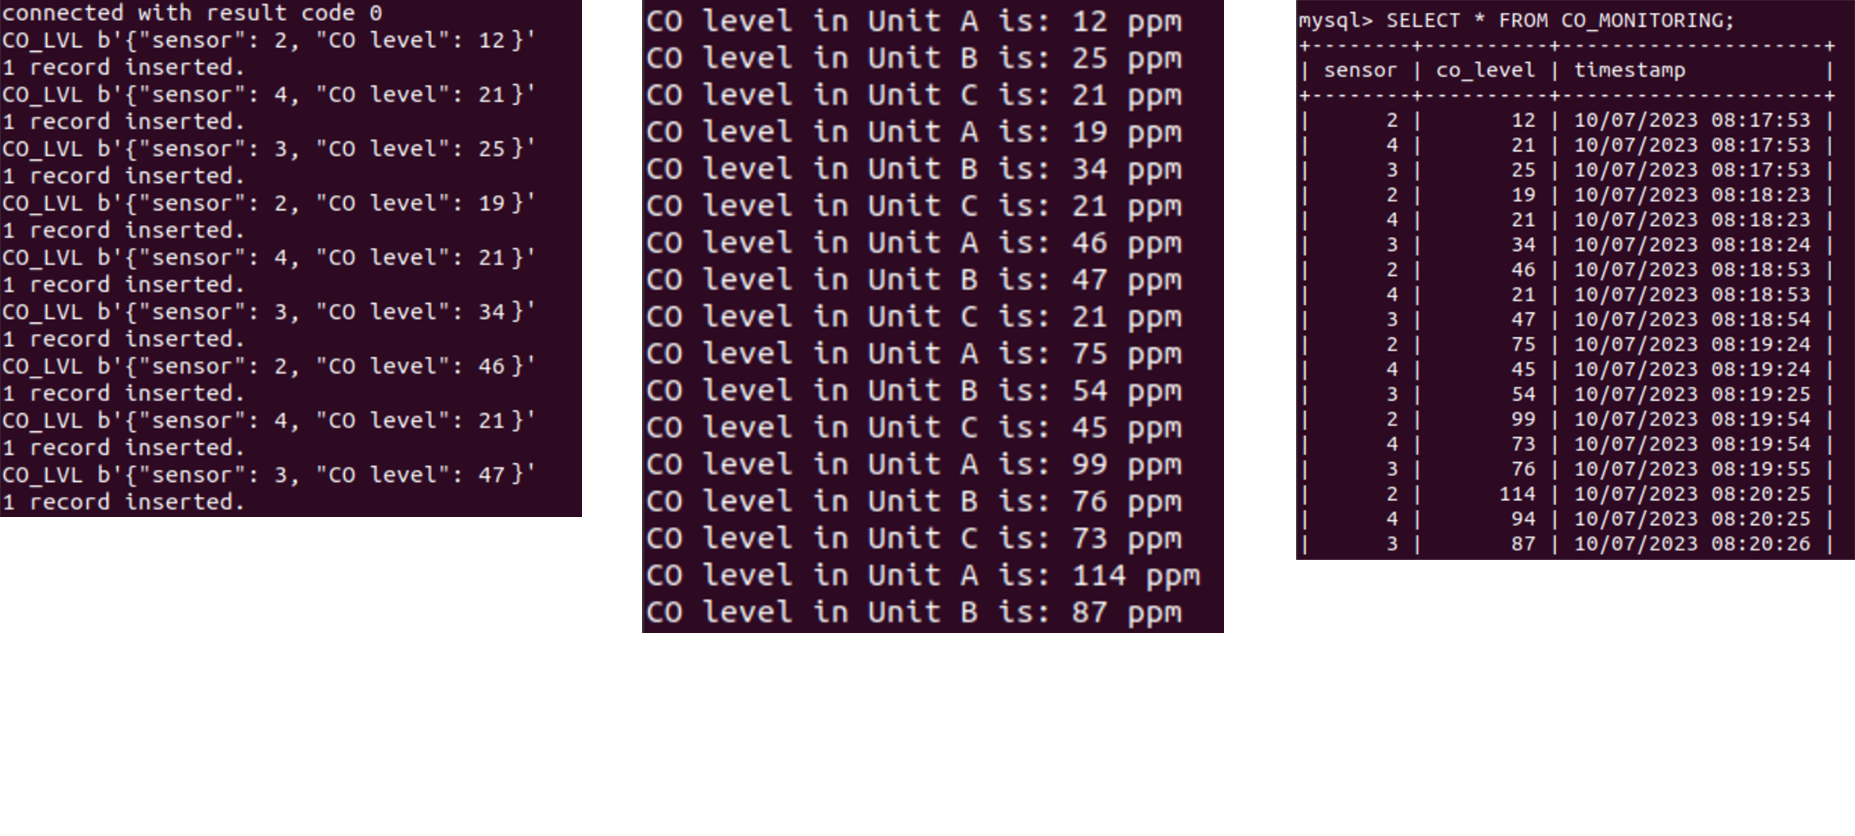 connected with result code 0
CO_LVL b'{"sensor": 2, "CO level": 12}'
1 record inserted.
CO_LVL b'{"sensor": 4, "CO level": 21}'
1 record inserted.
CO_LVL b'{"sensor": 3, "CO level": 25}'
1 record inserted.
CO_LVL b'{"sensor": 2, "CO level": 19}'
1 record inserted.
CO_LVL b'{"sensor": 4, "CO level": 21}'
1 record inserted.
CO_LVL b'{"sensor": 3, "CO level": 34}'
1 record inserted.
CO_LVL b'{"sensor": 2, "CO level": 46}'
1 record inserted.
CO_LVL b'{"sensor": 4, "CO level": 21}'
1 record inserted.
CO_LVL b'{"sensor": 3, "CO level": 47}'
1 record inserted.
CO level in Unit A is: 12 ppm
CO level in Unit B is: 25 ppm
CO level in Unit C is: 21 ppm
CO level in Unit A is: 19 ppm
CO level in Unit B is: 34 ppm
CO level in Unit C is: 21 ppm
CO level in Unit A is: 46 ppm
CO level in Unit B is: 47 ppm
CO level in Unit C is: 21 ppm
CO level in Unit A is: 75 ppm
CO level in Unit B is: 54 ppm
CO level in Unit C is: 45 ppm
CO level in Unit A is: 99 ppm
CO level in Unit B is: 76 ppm
CO level in Unit C is: 73 ppm
CO level in Unit A is: 114 ppm
CO level in Unit B is: 87 ppm
mysql> SELECT * FROM CO_MONITORING;
+--------+----------+---------------------+
| sensor | co_level | timestamp           |
+--------+----------+---------------------+
|      2 |       12 | 10/07/2023 08:17:53 |
|      4 |       21 | 10/07/2023 08:17:53 |
|      3 |       25 | 10/07/2023 08:17:53 |
|      2 |       19 | 10/07/2023 08:18:23 |
|      4 |       21 | 10/07/2023 08:18:23 |
|      3 |       34 | 10/07/2023 08:18:24 |
|      2 |       46 | 10/07/2023 08:18:53 |
|      4 |       21 | 10/07/2023 08:18:53 |
|      3 |       47 | 10/07/2023 08:18:54 |
|      2 |       75 | 10/07/2023 08:19:24 |
|      4 |       45 | 10/07/2023 08:19:24 |
|      3 |       54 | 10/07/2023 08:19:25 |
|      2 |       99 | 10/07/2023 08:19:54 |
|      4 |       73 | 10/07/2023 08:19:54 |
|      3 |       76 | 10/07/2023 08:19:55 |
|      2 |      114 | 10/07/2023 08:20:25 |
|      4 |       94 | 10/07/2023 08:20:25 |
|      3 |       87 | 10/07/2023 08:20:26 |